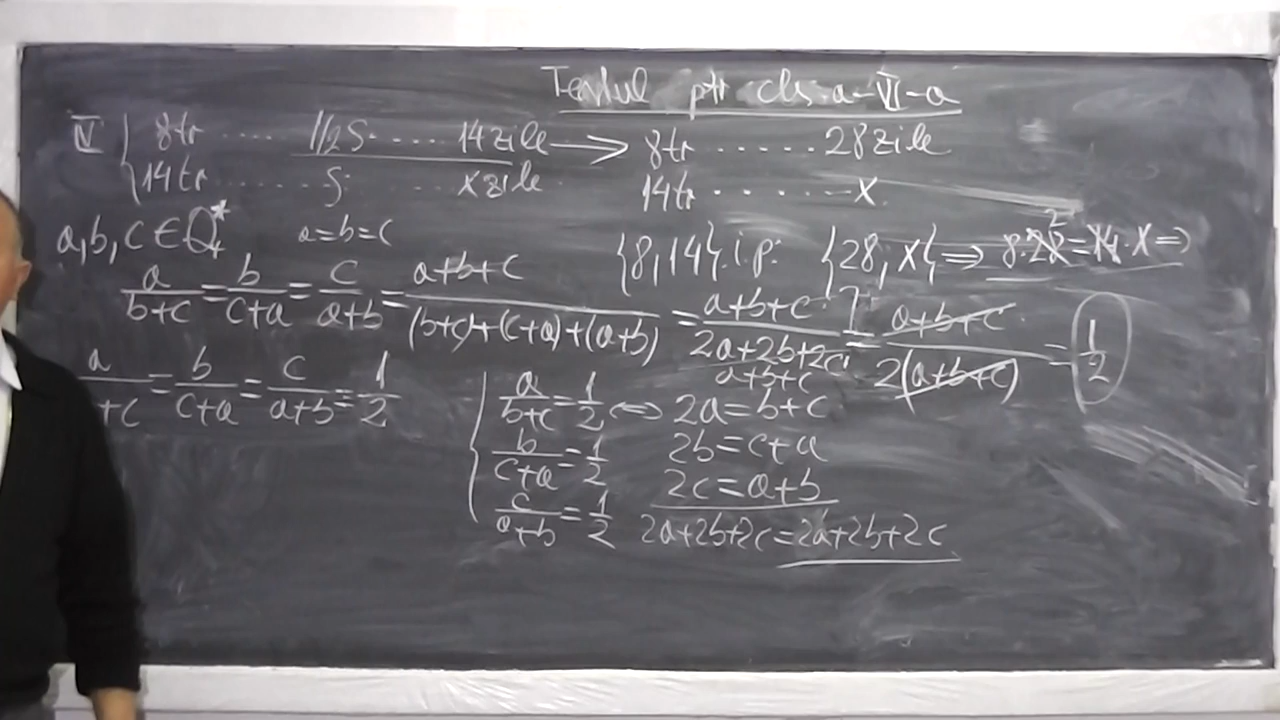 Testul ptr cls.a-VI-a
IV { 8tr .... 1/2 S ..... 14 zile → 8tr ...... 28 zile
14tr ...... S ..... x zile 14tr ...... x
a, b, c ∈ Q*₊ a=b=c {8,14} i.p. {28; x} ⇒ 8·28 = 14·x ⇒
2
a/(b+c) = b/(c+a) = c/(a+b) = (a+b+c)/((b+c)+(c+a)+(a+b)) = (a+b+c)/(2a+2b+2c) = (a+b+c)/(2(a+b+c)) = 1/2
a+b+c
a/ +c = b/(c+a) = c/(a+b) = 1/2
{ a/(b+c) = 1/2 ⇔ 2a=b+c
b/(c+a) = 1/2 2b=c+a
c/(a+b) = 1/2 2c=a+b
2a+2b+2c=2a+2b+2c